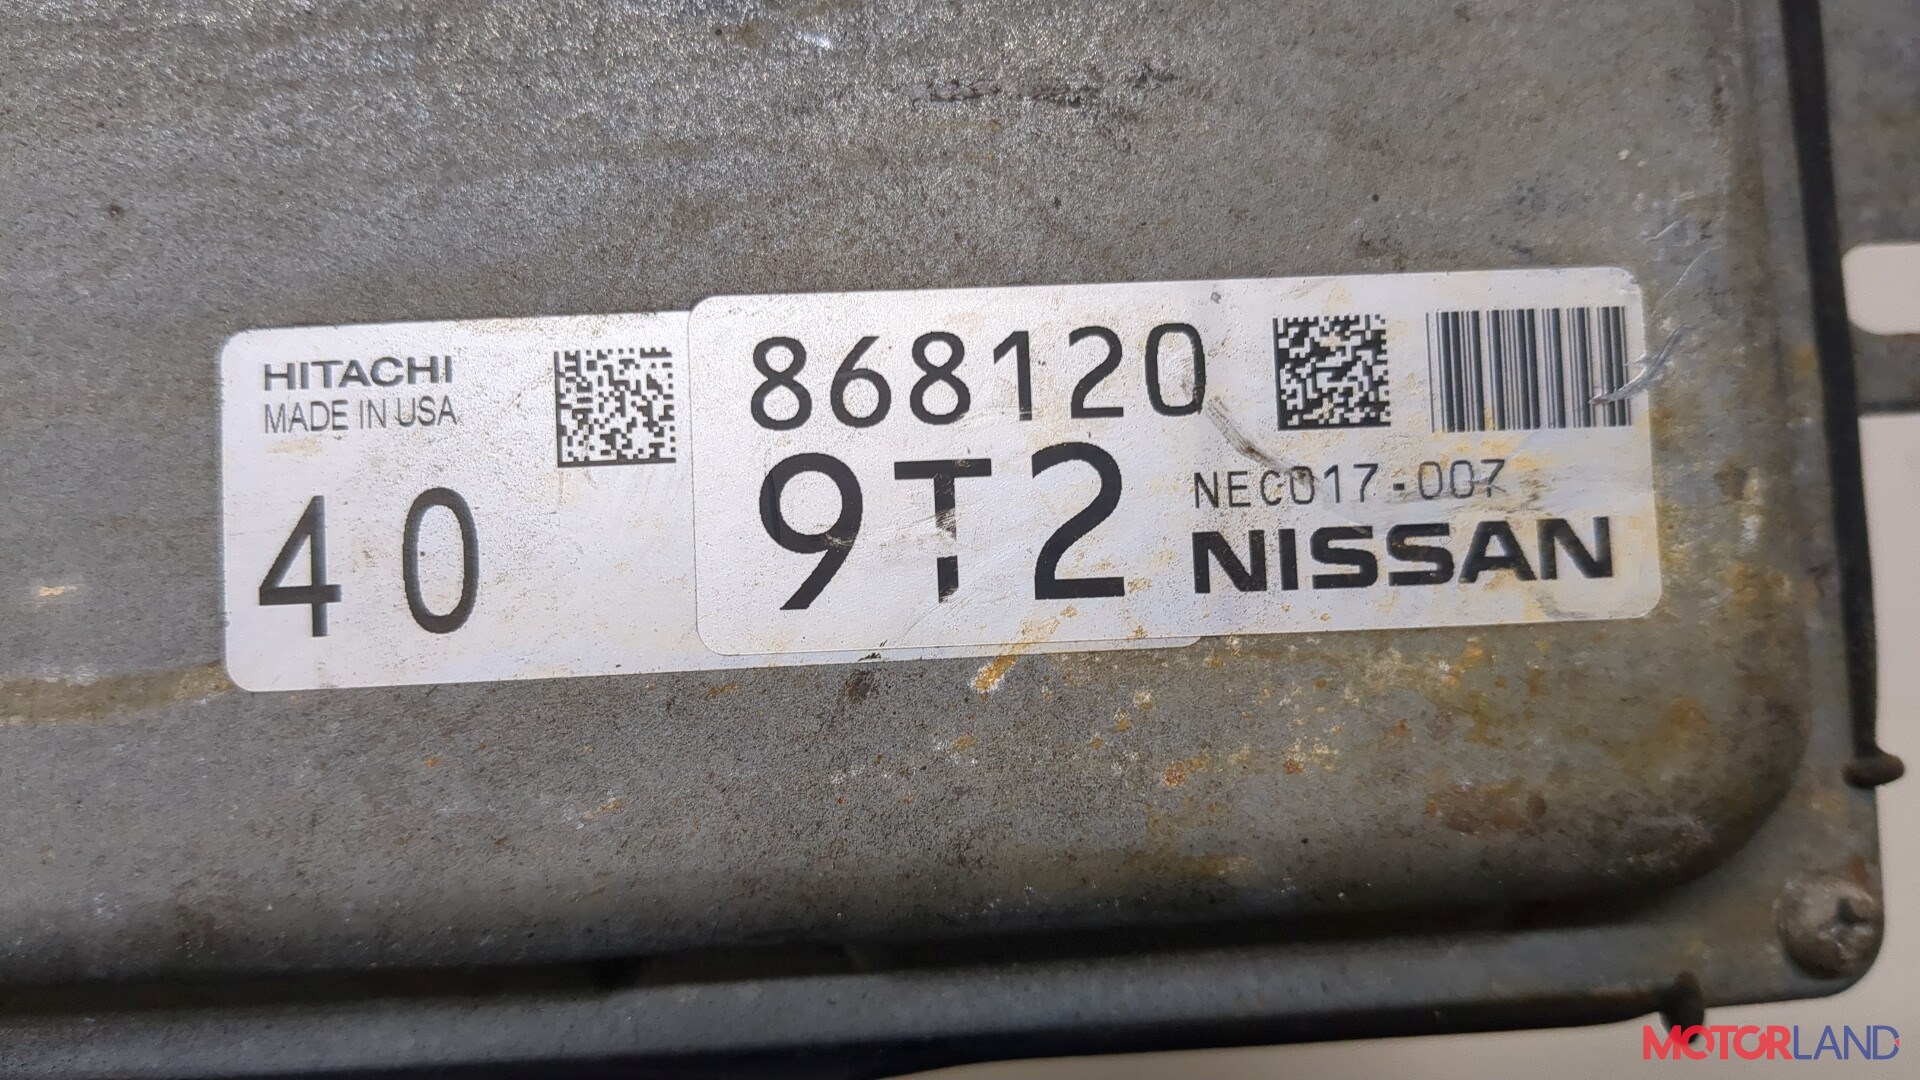 HITACHI
MADE IN USA
40
868120
9T2
NEC017-007
NISSAN
MOTORLAND